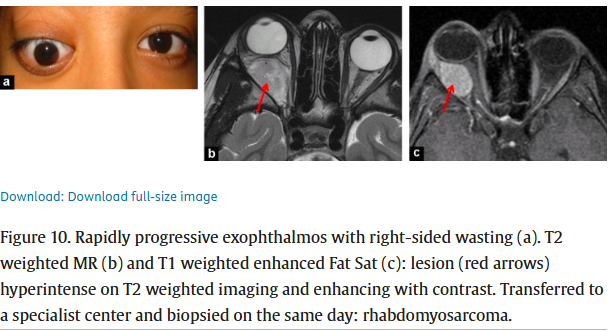 a
b
c
Download: Download full-size image
Figure 10. Rapidly progressive exophthalmos with right-sided wasting (a). T2
weighted MR (b) and T1 weighted enhanced Fat Sat (c): lesion (red arrows)
hyperintense on T2 weighted imaging and enhancing with contrast. Transferred to
a specialist center and biopsied on the same day: rhabdomyosarcoma.